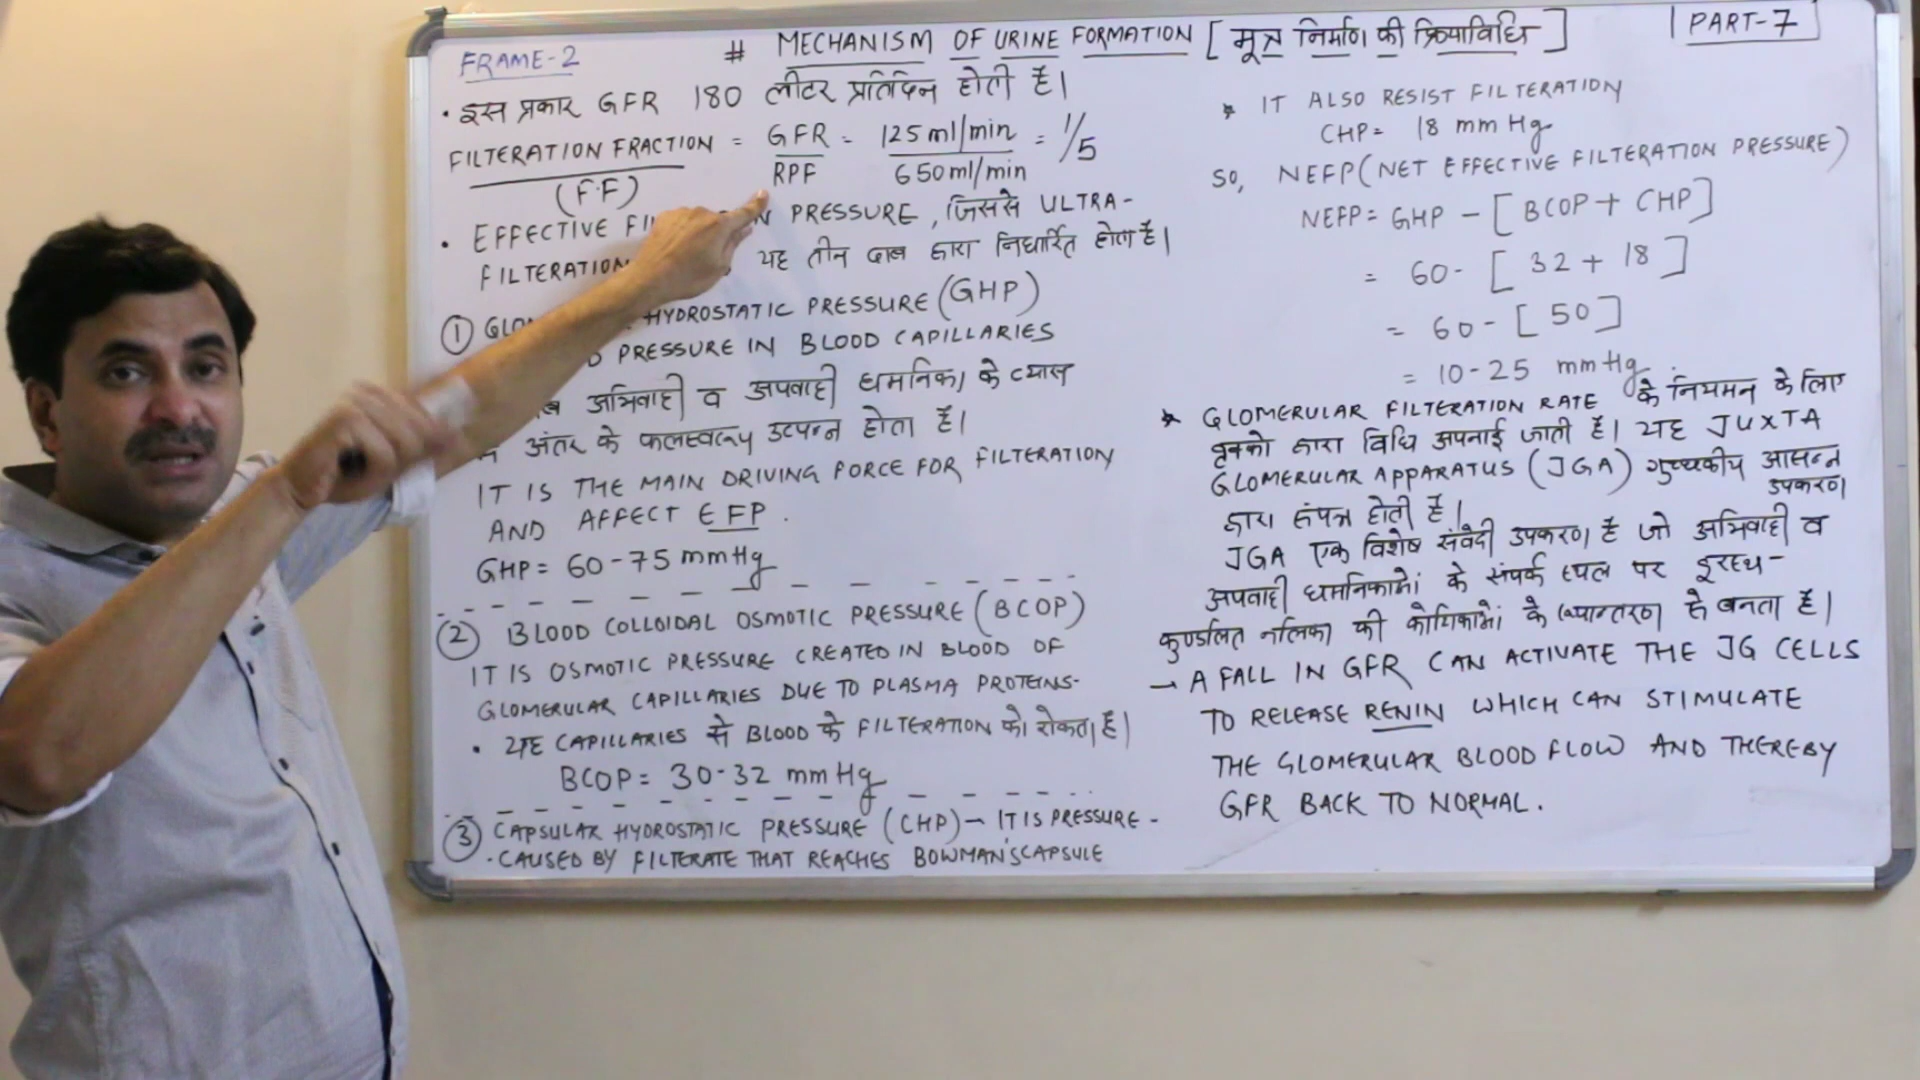 FRAME-2
# MECHANISM OF URINE FORMATION [मूत्र निर्माण की क्रियाविधि]
PART-7
• इस प्रकार GFR 180 लीटर प्रतिदिन होती है।
FILTERATION FRACTION = GFR/RPF = 125 ml/min / 650 ml/min = 1/5
(F.F)
• EFFECTIVE PRESSURE, जिससे ULTRA-
FILTERATION यह तीन दाब द्वारा निर्धारित होता है।
① HYDROSTATIC PRESSURE (GHP)
PRESSURE IN BLOOD CAPILLARIES
अभिवाही व अपवाही धमनिका के व्यास
अंतर के फलस्वरूप उत्पन्न होता है।
IT IS THE MAIN DRIVING FORCE FOR FILTERATION
AND AFFECT EFP.
GHP = 60-75 mmHg
② BLOOD COLLOIDAL OSMOTIC PRESSURE (BCOP)
IT IS OSMOTIC PRESSURE CREATED IN BLOOD OF
GLOMERULAR CAPILLARIES DUE TO PLASMA PROTEINS-
• यह CAPILLARIES से BLOOD के FILTERATION को रोकता है।
BCOP = 30-32 mmHg
③ CAPSULAR HYDROSTATIC PRESSURE (CHP) — IT IS PRESSURE -
- CAUSED BY FILTERATE THAT REACHES BOWMAN'S CAPSULE
* IT ALSO RESIST FILTERATION
CHP = 18 mmHg
SO, NEFP (NET EFFECTIVE FILTERATION PRESSURE)
NEFP = GHP - [BCOP + CHP]
= 60 - [32 + 18]
= 60 - [50]
= 10-25 mmHg
* GLOMERULAR FILTERATION RATE के नियमन के लिए
वृक्को द्वारा विधि अपनाई जाती है। यह JUXTA
GLOMERULAR APPARATUS (JGA) गुच्छकीय आसन्न
उपकरण
द्वारा संपन्न होती है।
JGA एक विशेष संवेदी उपकरण है जो अभिवाही व
अपवाही धमनिकाओं के संपर्क स्थल पर दूरस्थ-
कुण्डलित नलिका की कोशिकाओं के रूपान्तरण से बनता है।
→ A FALL IN GFR CAN ACTIVATE THE JG CELLS
TO RELEASE RENIN WHICH CAN STIMULATE
THE GLOMERULAR BLOOD FLOW AND THEREBY
GFR BACK TO NORMAL.